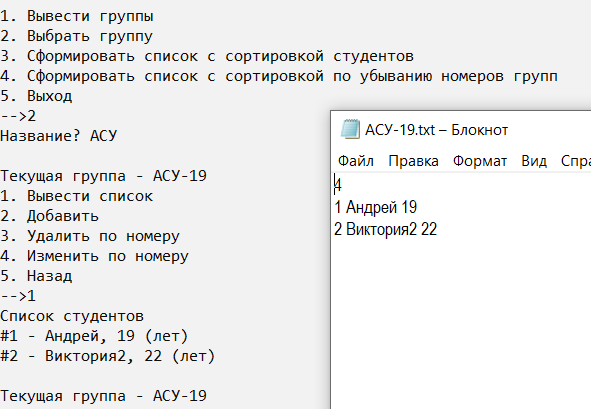 1. Вывести группы
2. Выбрать группу
3. Сформировать список с сортировкой студентов
4. Сформировать список с сортировкой по убыванию номеров групп
5. Выход
-->2
Название? АСУ
Текущая группа - АСУ-19
1. Вывести список
2. Добавить
3. Удалить по номеру
4. Изменить по номеру
5. Назад
-->1
Список студентов
#1 - Андрей, 19 (лет)
#2 - Виктория2, 22 (лет)
Текущая группа - АСУ-19
АСУ-19.txt – Блокнот
Файл Правка Формат Вид Спра
4
1 Андрей 19
2 Виктория2 22